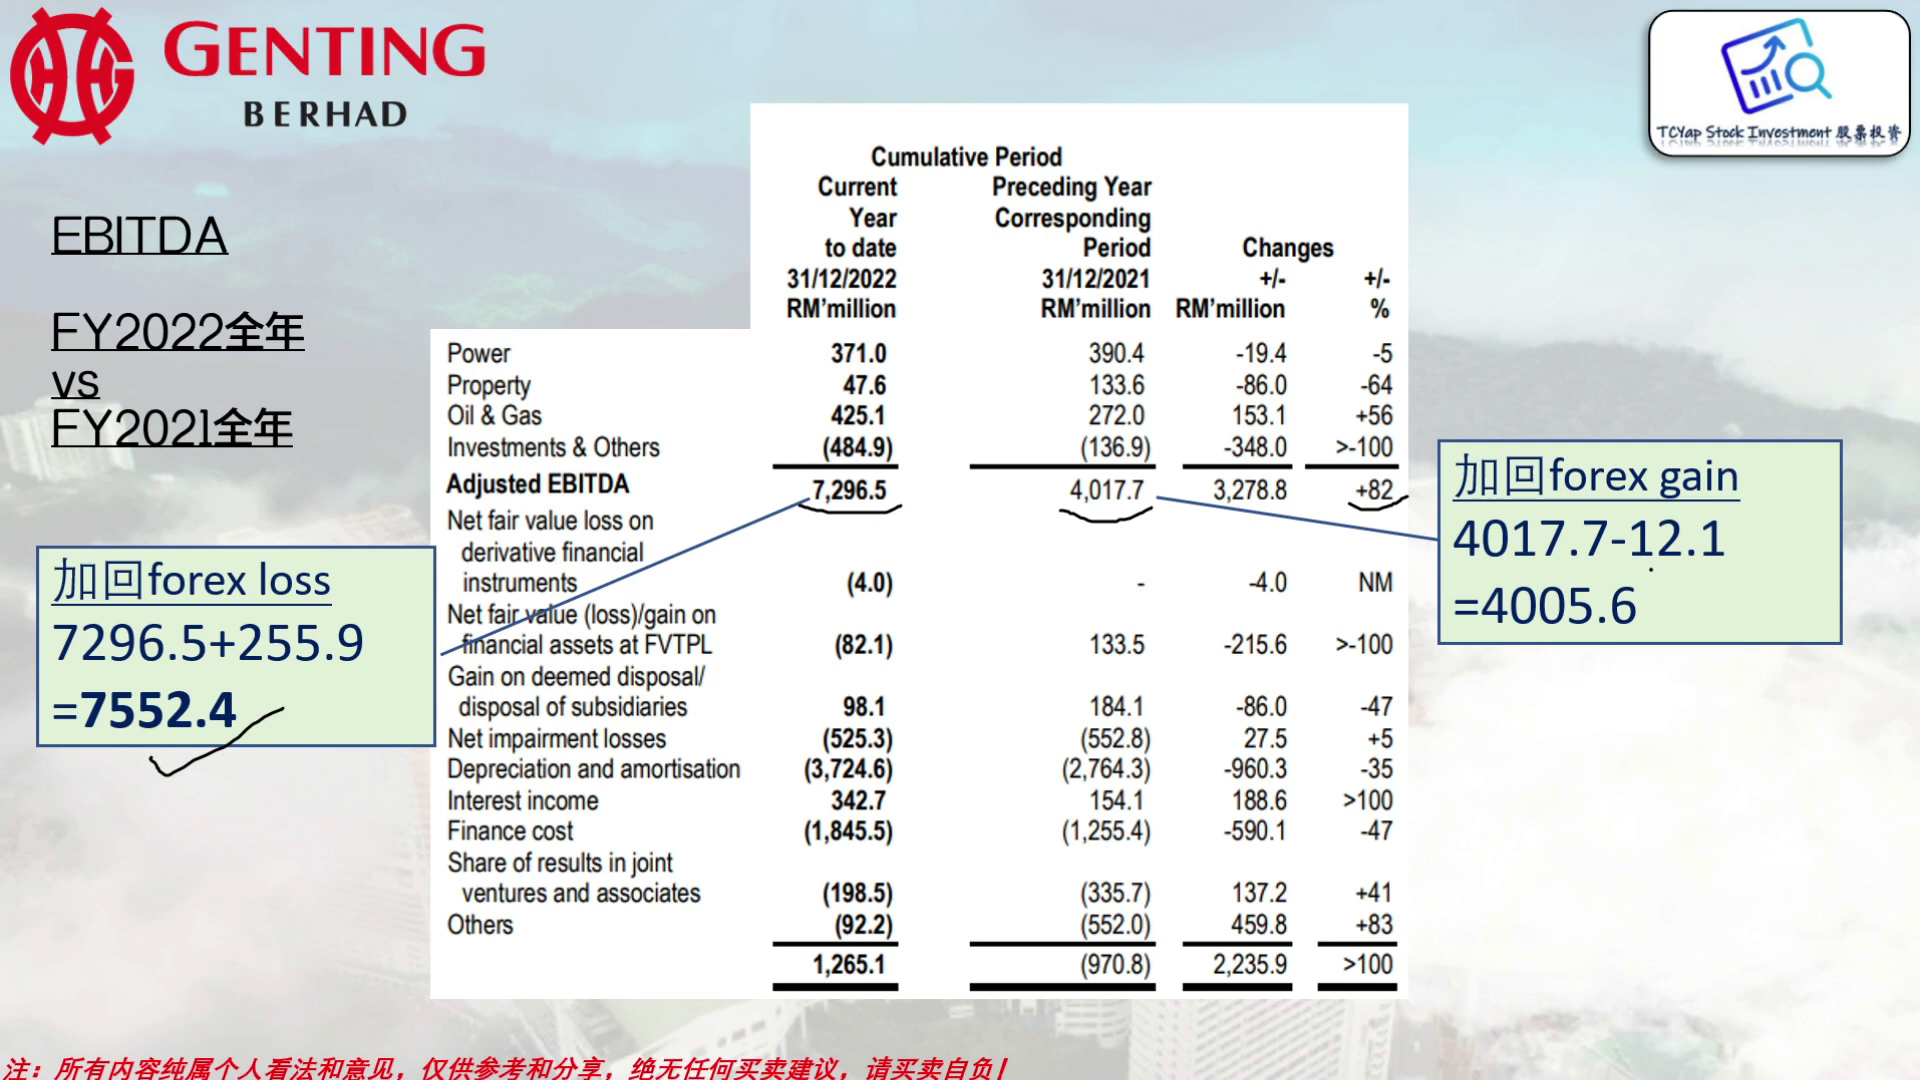 GENTING
BERHAD
TCYap Stock Investment 股票投资
EBITDA
FY2022全年
vs
FY2021全年
Cumulative Period
Current Year to date 31/12/2022 RM'million
Preceding Year Corresponding Period 31/12/2021 RM'million
Changes
+/- RM'million
+/- %
Power 371.0 390.4 -19.4 -5
Property 47.6 133.6 -86.0 -64
Oil & Gas 425.1 272.0 153.1 +56
Investments & Others (484.9) (136.9) -348.0 >-100
Adjusted EBITDA 7,296.5 4,017.7 3,278.8 +82
Net fair value loss on
derivative financial
instruments (4.0) - -4.0 NM
Net fair value (loss)/gain on
financial assets at FVTPL (82.1) 133.5 -215.6 >-100
Gain on deemed disposal/
disposal of subsidiaries 98.1 184.1 -86.0 -47
Net impairment losses (525.3) (552.8) 27.5 +5
Depreciation and amortisation (3,724.6) (2,764.3) -960.3 -35
Interest income 342.7 154.1 188.6 >100
Finance cost (1,845.5) (1,255.4) -590.1 -47
Share of results in joint
ventures and associates (198.5) (335.7) 137.2 +41
Others (92.2) (552.0) 459.8 +83
1,265.1 (970.8) 2,235.9 >100
加回forex loss
7296.5+255.9
=7552.4
加回forex gain
4017.7-12.1
=4005.6
注：所有内容纯属个人看法和意见，仅供参考和分享，绝无任何买卖建议，请买卖自负！